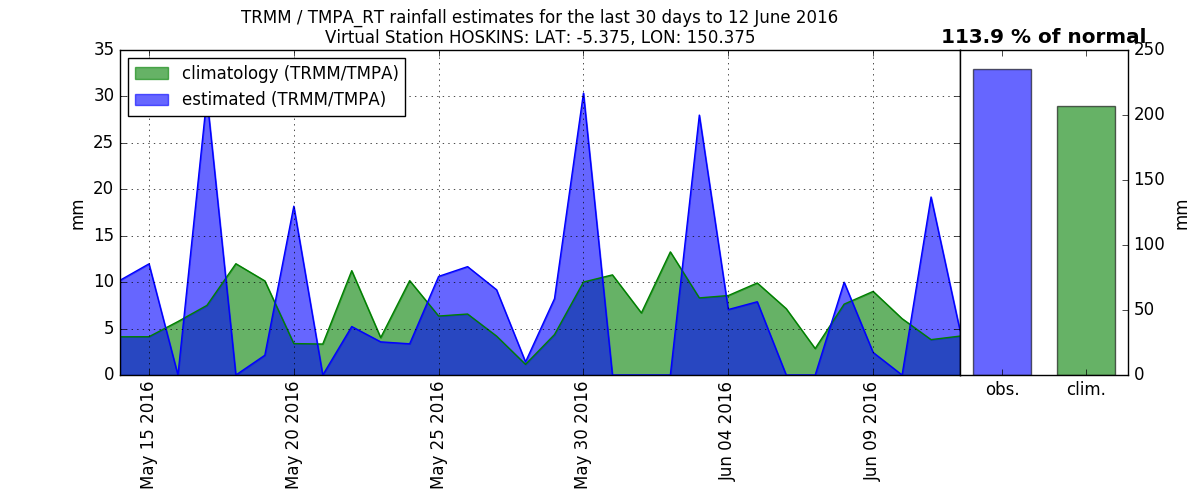 TRMM / TMPA_RT rainfall estimates for the last 30 days to 12 June 2016
Virtual Station HOSKINS: LAT: -5.375, LON: 150.375
113.9 % of normal
climatology (TRMM/TMPA)
estimated (TRMM/TMPA)
35
30
25
20
15
10
5
0
mm
May 15 2016
May 20 2016
May 25 2016
May 30 2016
Jun 04 2016
Jun 09 2016
250
200
150
100
50
0
mm
obs.
clim.